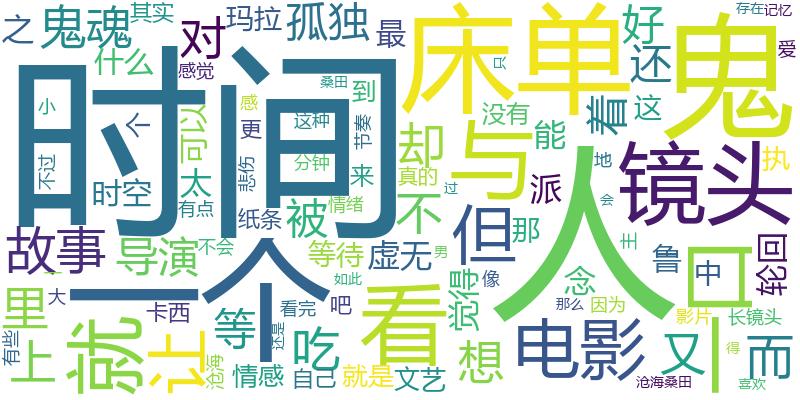 之
鬼魂
其实
对
玛拉
孤独
最
床单
好
还
鬼
存在
记忆
爱
时间
什么
感觉
桑田
只
到
着
这
沧桑
小
个
可以
感
更
这种
节奏
却
与
没有
能
人
镜头
不过
时空
太
有点
悲伤
纸条
分钟
情绪
来
真的
不
派
地
会
执
故事
导演
不会
被
等待
虚无
男
过
但
那
主
鲁
中
口
轮回
一个
里
大
卡西
等
看完
还是
吧
如此
看
觉得
像
念
那么
因为
影片
长镜头
上
有些
就
让
沧海
情感
吃
自己
就是
文艺
想
电影
又
沧海桑田
得
喜欢
而